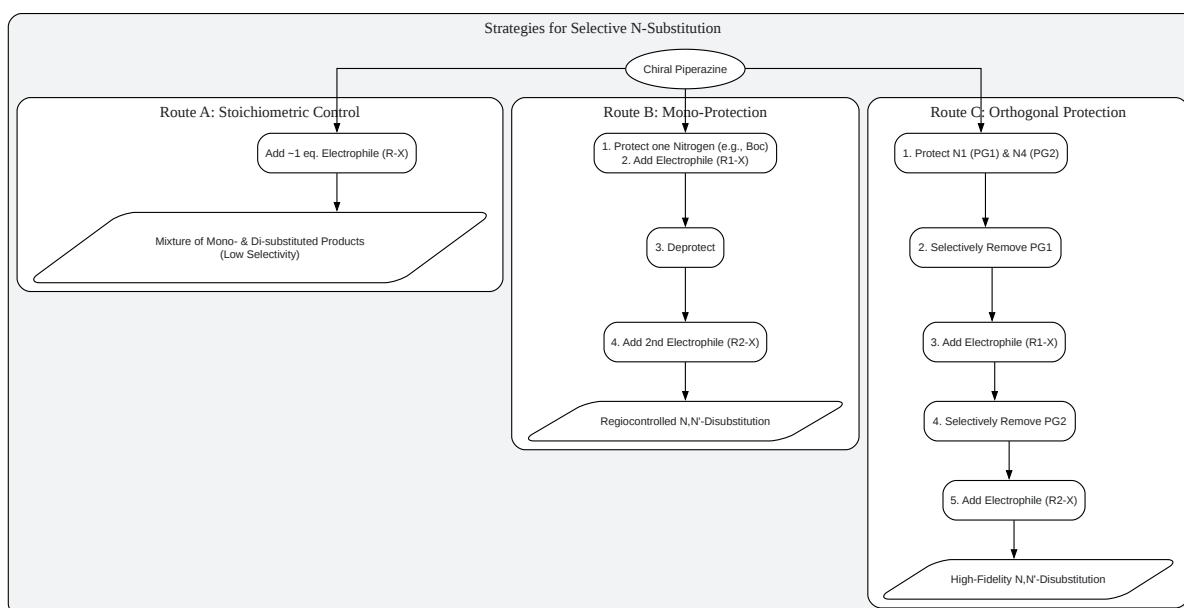 Strategies for Selective N-Substitution
Chiral Piperazine
Route A: Stoichiometric Control
Add ~1 eq. Electrophile (R-X)
Mixture of Mono- & Di-substituted Products
(Low Selectivity)
Route B: Mono-Protection
1. Protect one Nitrogen (e.g., Boc)
2. Add Electrophile (R1-X)
3. Deprotect
4. Add 2nd Electrophile (R2-X)
Regiocontrolled N,N'-Disubstitution
Route C: Orthogonal Protection
1. Protect N1 (PG1) & N4 (PG2)
2. Selectively Remove PG1
3. Add Electrophile (R1-X)
4. Selectively Remove PG2
5. Add Electrophile (R2-X)
High-Fidelity N,N'-Disubstitution